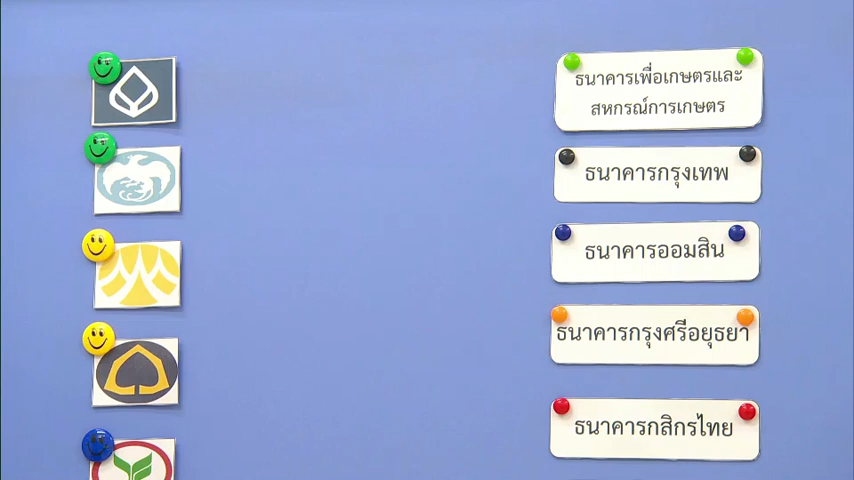 ธนาคารเพื่อเกษตรและ
สหกรณ์การเกษตร
ธนาคารกรุงเทพ
ธนาคารออมสิน
ธนาคารกรุงศรีอยุธยา
ธนาคารกสิกรไทย